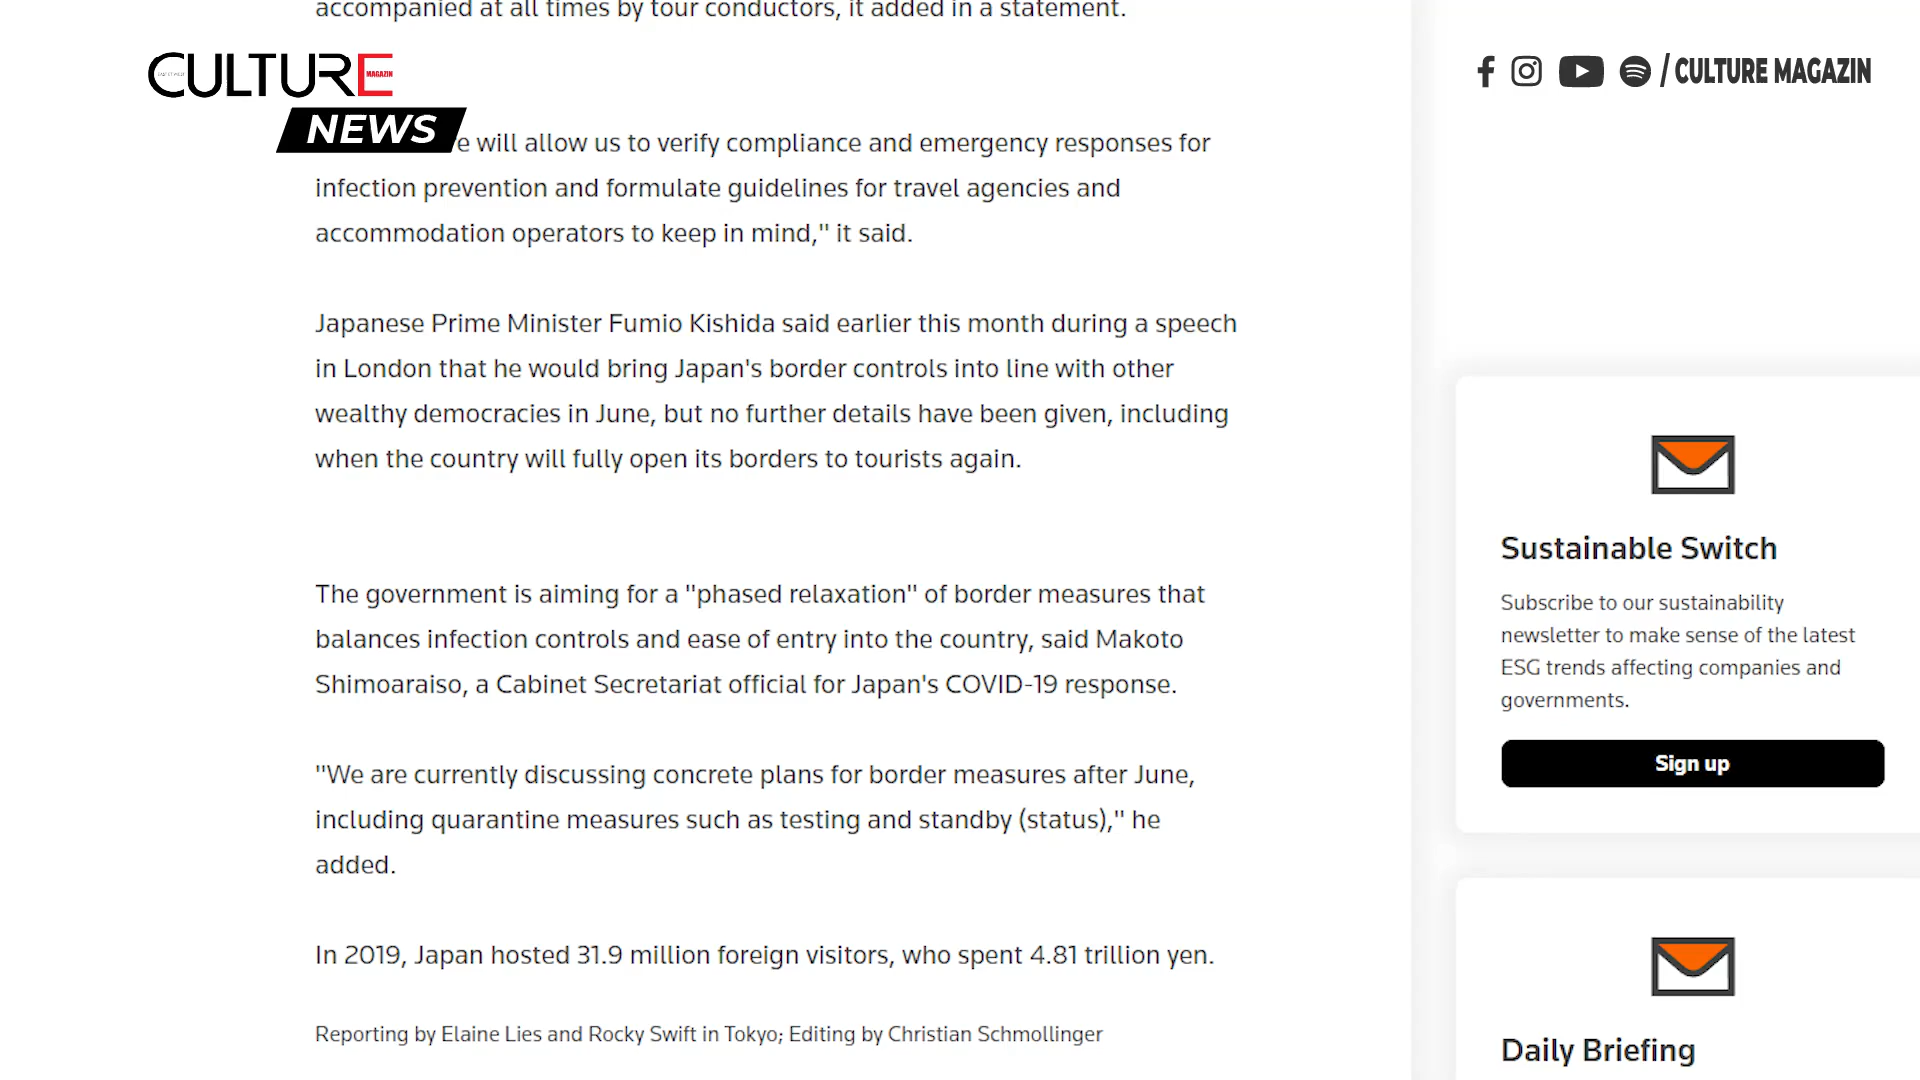 accompanied at all times by tour conductors, it added in a statement.
CULTURE
MAGAZIN
NEWS
/ CULTURE MAGAZIN
e will allow us to verify compliance and emergency responses for
infection prevention and formulate guidelines for travel agencies and
accommodation operators to keep in mind," it said.
Japanese Prime Minister Fumio Kishida said earlier this month during a speech
in London that he would bring Japan's border controls into line with other
wealthy democracies in June, but no further details have been given, including
when the country will fully open its borders to tourists again.
The government is aiming for a "phased relaxation" of border measures that
balances infection controls and ease of entry into the country, said Makoto
Shimoaraiso, a Cabinet Secretariat official for Japan's COVID-19 response.
"We are currently discussing concrete plans for border measures after June,
including quarantine measures such as testing and standby (status)," he
added.
In 2019, Japan hosted 31.9 million foreign visitors, who spent 4.81 trillion yen.
Reporting by Elaine Lies and Rocky Swift in Tokyo; Editing by Christian Schmollinger
Sustainable Switch
Subscribe to our sustainability
newsletter to make sense of the latest
ESG trends affecting companies and
governments.
Sign up
Daily Briefing